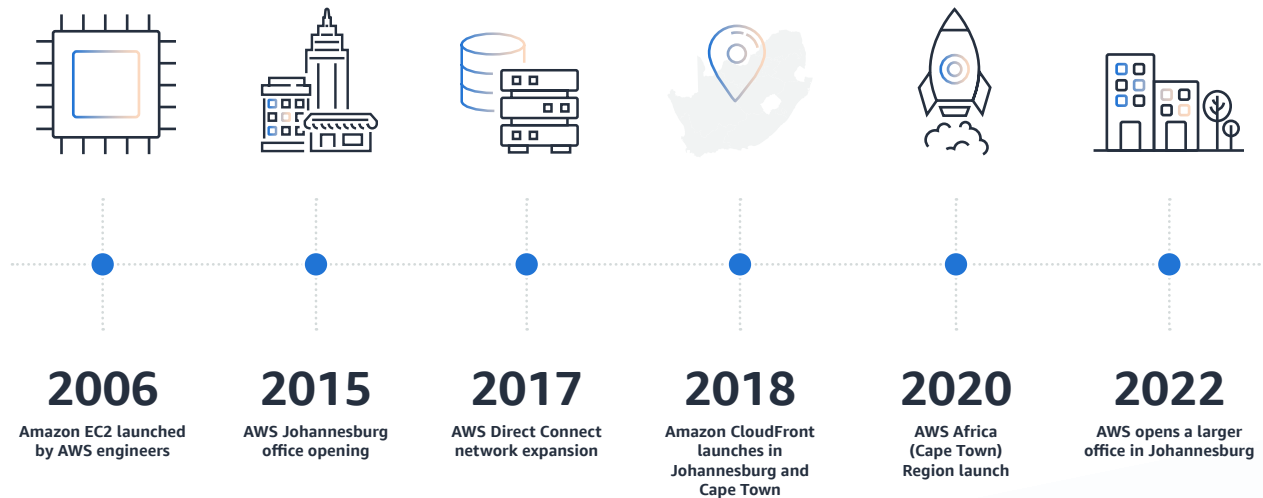 2006
Amazon EC2 launched
by AWS engineers
2015
AWS Johannesburg
office opening
2017
AWS Direct Connect
network expansion
2018
Amazon CloudFront
launches in
Johannesburg and
Cape Town
2020
AWS Africa
(Cape Town)
Region launch
2022
AWS opens a larger
office in Johannesburg